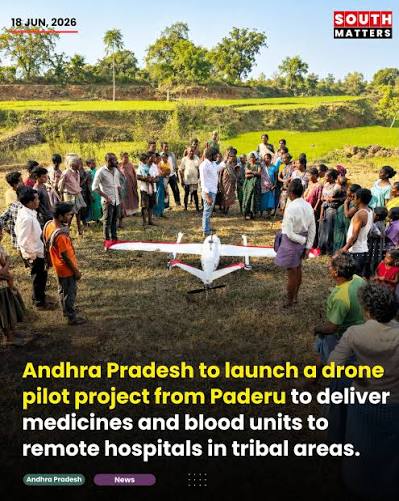 18 JUN, 2026
SOUTH
MATTERS
Andhra Pradesh to launch a drone
pilot project from Paderu to deliver
medicines and blood units to
remote hospitals in tribal areas.
Andhra Pradesh
News